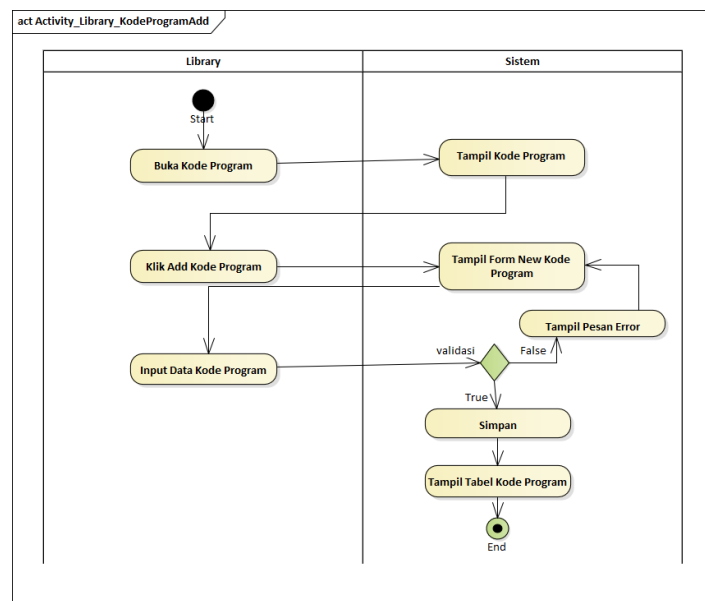 act Activity_Library_KodeProgramAdd
Library
Sistem
Start
Buka Kode Program
Tampil Kode Program
Klik Add Kode Program
Tampil Form New Kode
Program
Tampil Pesan Error
validasi
False
Input Data Kode Program
True
Simpan
Tampil Tabel Kode Program
End